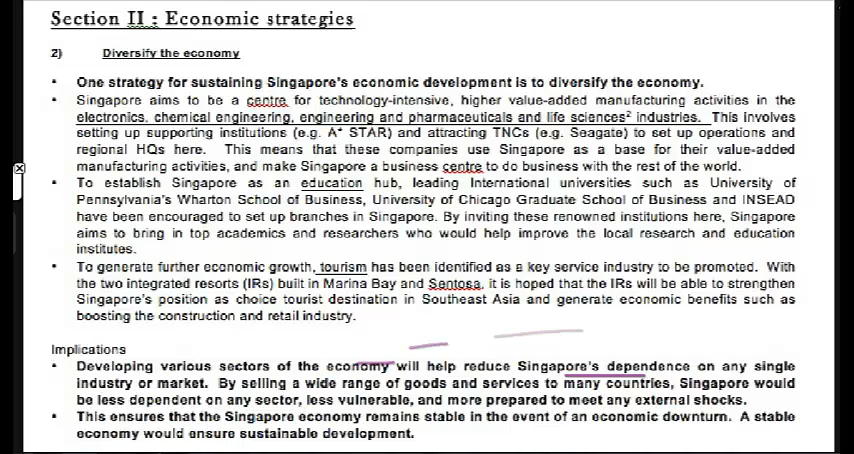 Section II : Economic strategies
2) Diversify the economy
• One strategy for sustaining Singapore's economic development is to diversify the economy.
• Singapore aims to be a centre for technology-intensive, higher value-added manufacturing activities in the
electronics, chemical engineering, engineering and pharmaceuticals and life sciences² industries. This involves
setting up supporting institutions (e.g. A* STAR) and attracting TNCs (e.g. Seagate) to set up operations and
regional HQs here. This means that these companies use Singapore as a base for their value-added
manufacturing activities, and make Singapore a business centre to do business with the rest of the world.
• To establish Singapore as an education hub, leading International universities such as University of
Pennsylvania's Wharton School of Business, University of Chicago Graduate School of Business and INSEAD
have been encouraged to set up branches in Singapore. By inviting these renowned institutions here, Singapore
aims to bring in top academics and researchers who would help improve the local research and education
institutes.
• To generate further economic growth, tourism has been identified as a key service industry to be promoted. With
the two integrated resorts (IRs) built in Marina Bay and Sentosa, it is hoped that the IRs will be able to strengthen
Singapore's position as choice tourist destination in Southeast Asia and generate economic benefits such as
boosting the construction and retail industry.
Implications
• Developing various sectors of the economy will help reduce Singapore's dependence on any single
industry or market. By selling a wide range of goods and services to many countries, Singapore would
be less dependent on any sector, less vulnerable, and more prepared to meet any external shocks.
• This ensures that the Singapore economy remains stable in the event of an economic downturn. A stable
economy would ensure sustainable development.